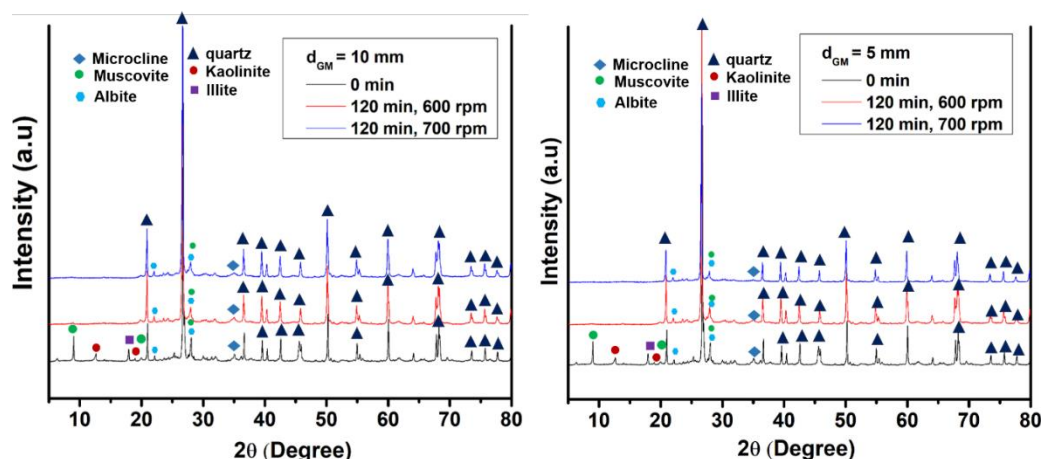 Microcline
Muscovite
Albite
quartz
Kaolinite
Illite
d_GM = 10 mm
0 min
120 min, 600 rpm
120 min, 700 rpm
Intensity (a.u)
10 20 30 40 50 60 70 80
2θ (Degree)
Microcline
Muscovite
Albite
quartz
Kaolinite
Illite
d_GM = 5 mm
0 min
120 min, 600 rpm
120 min, 700 rpm
Intensity (a.u)
10 20 30 40 50 60 70 80
2θ (Degree)